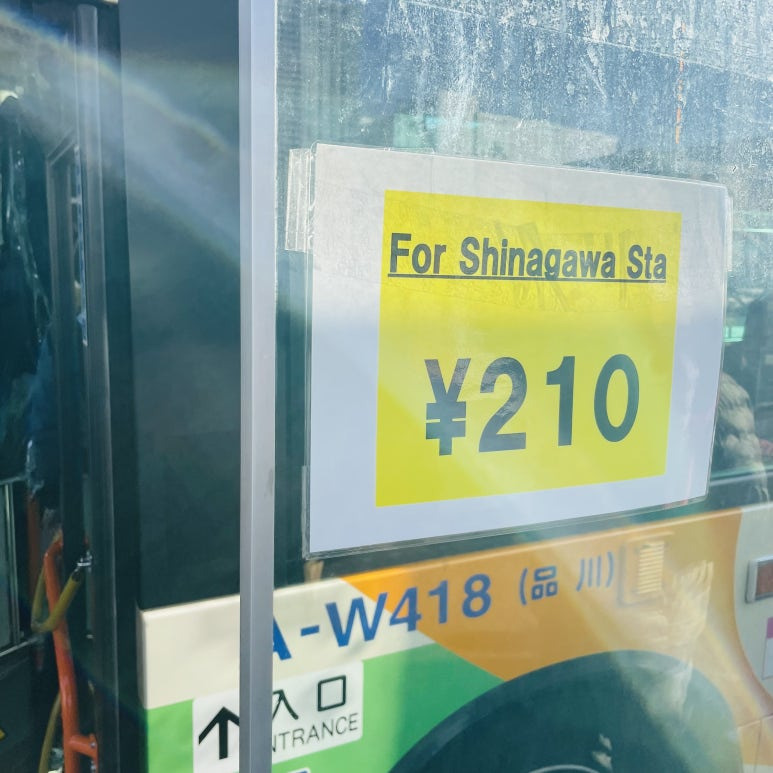 For Shinagawa Sta
¥210
A-W418 (品川)
入口
ENTRANCE